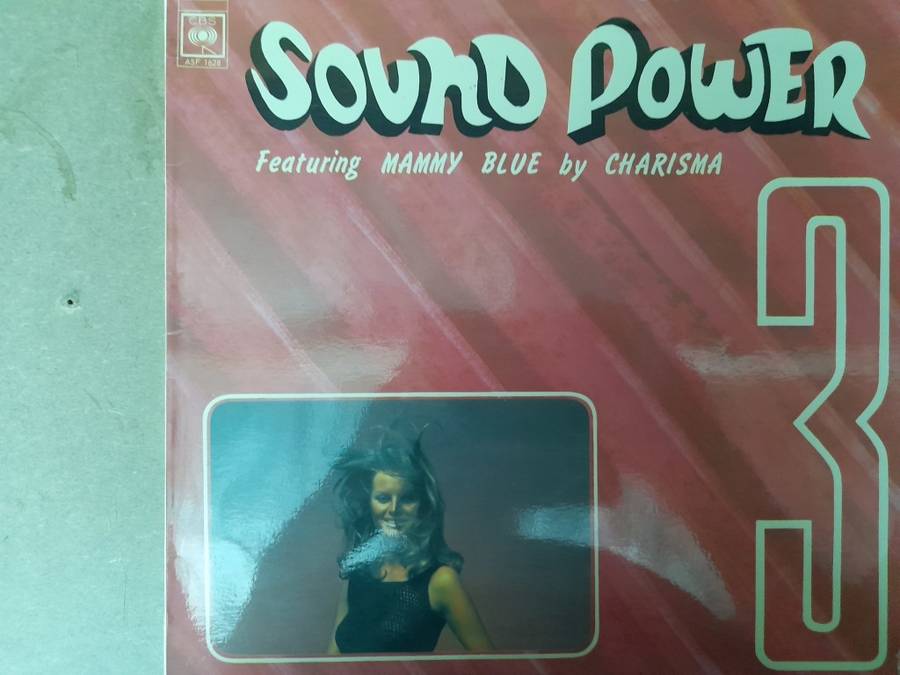 CBS
ASF 1628
SOUND POWER
Featuring MAMMY BLUE by CHARISMA
3